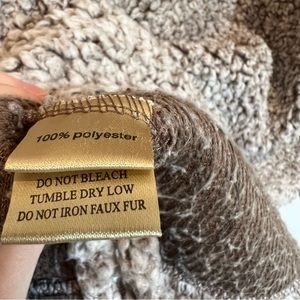 100% polyester
DO NOT BLEACH
TUMBLE DRY LOW
DO NOT IRON FAUX FUR